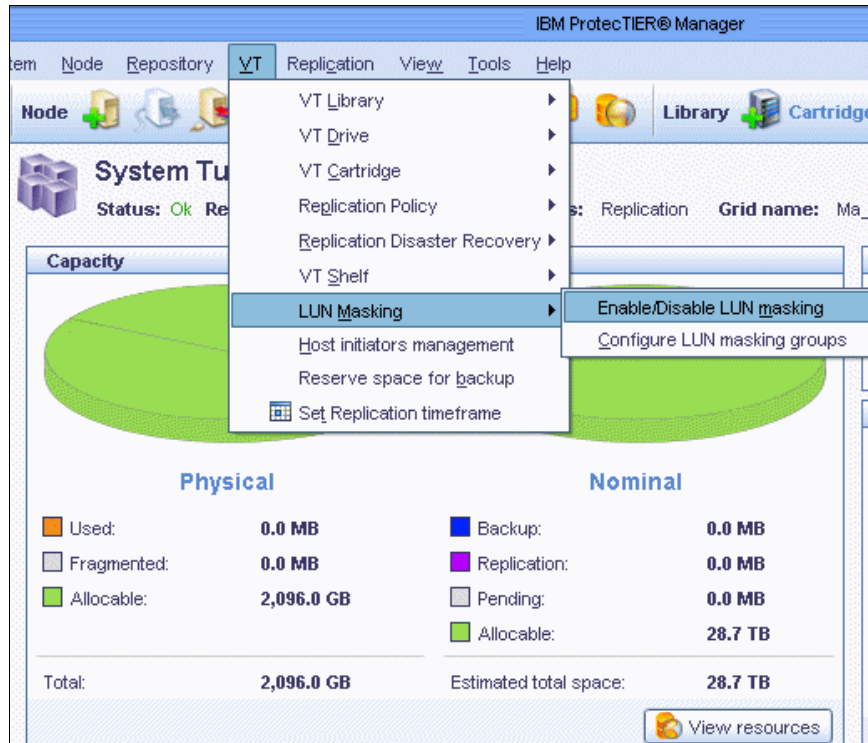 IBM ProtecTIER® Manager
tem Node Repository VT Replication View Tools Help
Node Library Cartridge
VT Library
VT Drive
VT Cartridge
Replication Policy
Replication Disaster Recovery
VT Shelf
LUN Masking
Host initiators management
Reserve space for backup
Set Replication timeframe
Enable/Disable LUN masking
Configure LUN masking groups
System Tu
Status: Ok Re s: Replication Grid name: Ma_
Capacity
Physical Nominal
Used: 0.0 MB Backup: 0.0 MB
Fragmented: 0.0 MB Replication: 0.0 MB
Allocable: 2,096.0 GB Pending: 0.0 MB
Allocable: 28.7 TB
Total: 2,096.0 GB Estimated total space: 28.7 TB
View resources